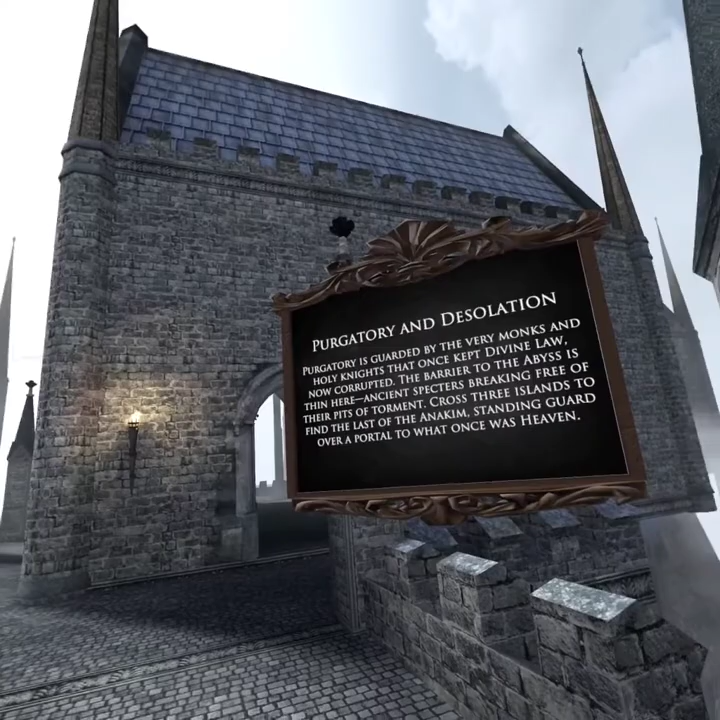 Purgatory and Desolation
Purgatory is guarded by the very monks and
holy knights that once kept Divine Law,
now corrupted. The barrier to the Abyss is
thin here—ancient specters breaking free of
their pits of torment. Cross three islands to
find the last of the Anakim, standing guard
over a portal to what once was Heaven.